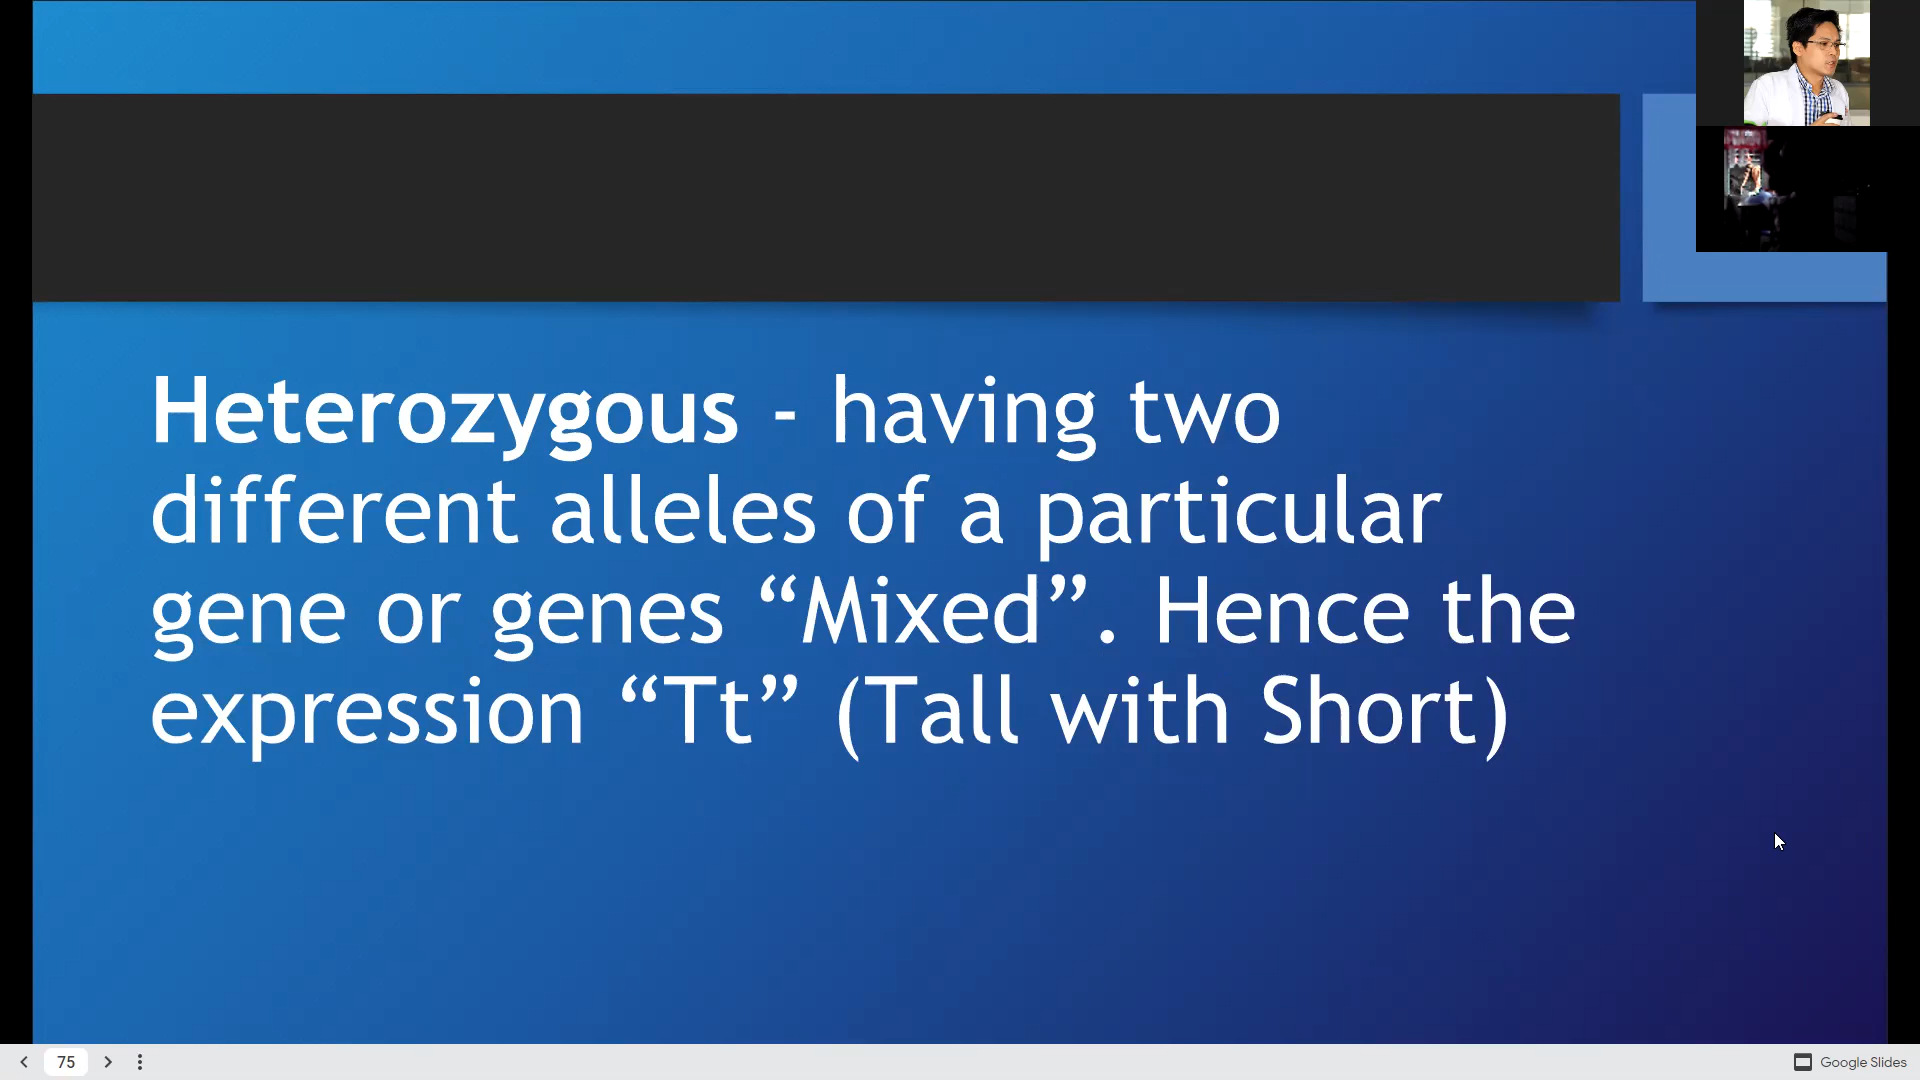 Heterozygous - having two
different alleles of a particular
gene or genes “Mixed”. Hence the
expression “Tt” (Tall with Short)
75
Google Slides